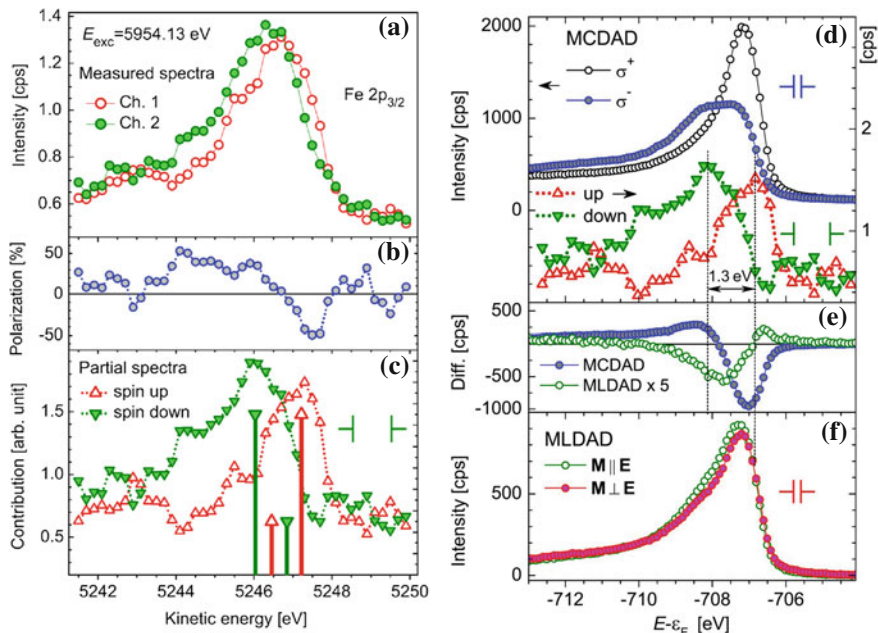 (a)
E_exc=5954.13 eV
Measured spectra
Ch. 1
Ch. 2
Fe 2p3/2
Intensity [cps]
1.4
1.2
1.0
0.8
0.6
(b)
Polarization [%]
50
0
-50
(c)
Partial spectra
spin up
spin down
Contribution [arb. unit]
1.5
1.0
0.5
5242 5244 5246 5248 5250
Kinetic energy [eV]
(d)
MCDAD
σ+
σ-
up
down
1.3 eV
Intensity [cps]
2000
1000
0
[cps]
2
1
(e)
MCDAD
MLDAD x 5
Diff. [cps]
500
0
-500
-1000
(f)
MLDAD
M || E
M ⊥ E
Intensity [cps]
500
0
-712 -710 -708 -706
E-εF [eV]